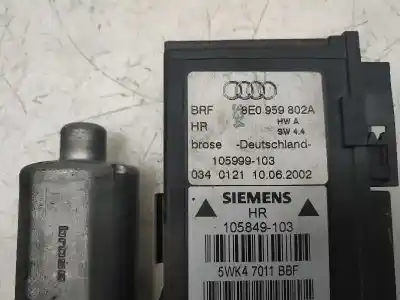 BRF 8E0 959 802A
HR HW A
SW 4.4
brose -Deutschland-
105999-103
034 0121 10.06.2002
SIEMENS
HR
105849-103
5WK4 7011 BBF